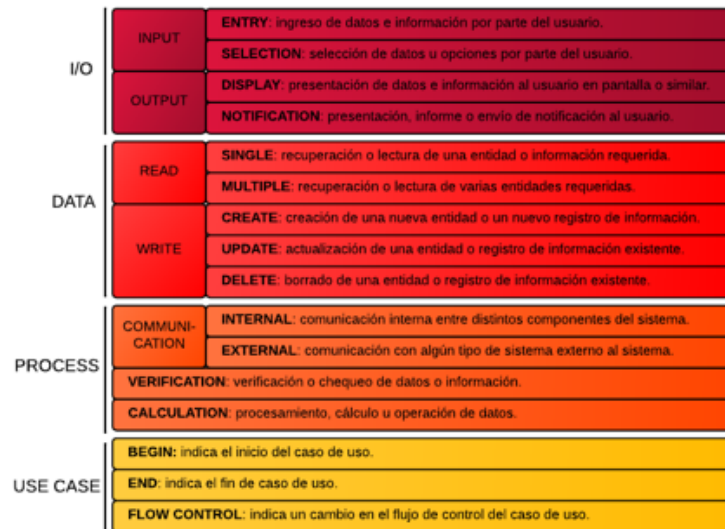 I/O
INPUT
ENTRY: ingreso de datos e información por parte del usuario.
SELECTION: selección de datos u opciones por parte del usuario.
OUTPUT
DISPLAY: presentación de datos e información al usuario en pantalla o similar.
NOTIFICATION: presentación, informe o envío de notificación al usuario.
DATA
READ
SINGLE: recuperación o lectura de una entidad o información requerida.
MULTIPLE: recuperación o lectura de varias entidades requeridas.
WRITE
CREATE: creación de una nueva entidad o un nuevo registro de información.
UPDATE: actualización de una entidad o registro de información existente.
DELETE: borrado de una entidad o registro de información existente.
PROCESS
COMMUNI-
CATION
INTERNAL: comunicación interna entre distintos componentes del sistema.
EXTERNAL: comunicación con algún tipo de sistema externo al sistema.
VERIFICATION: verificación o chequeo de datos o información.
CALCULATION: procesamiento, cálculo u operación de datos.
USE CASE
BEGIN: indica el inicio del caso de uso.
END: indica el fin de caso de uso.
FLOW CONTROL: indica un cambio en el flujo de control del caso de uso.